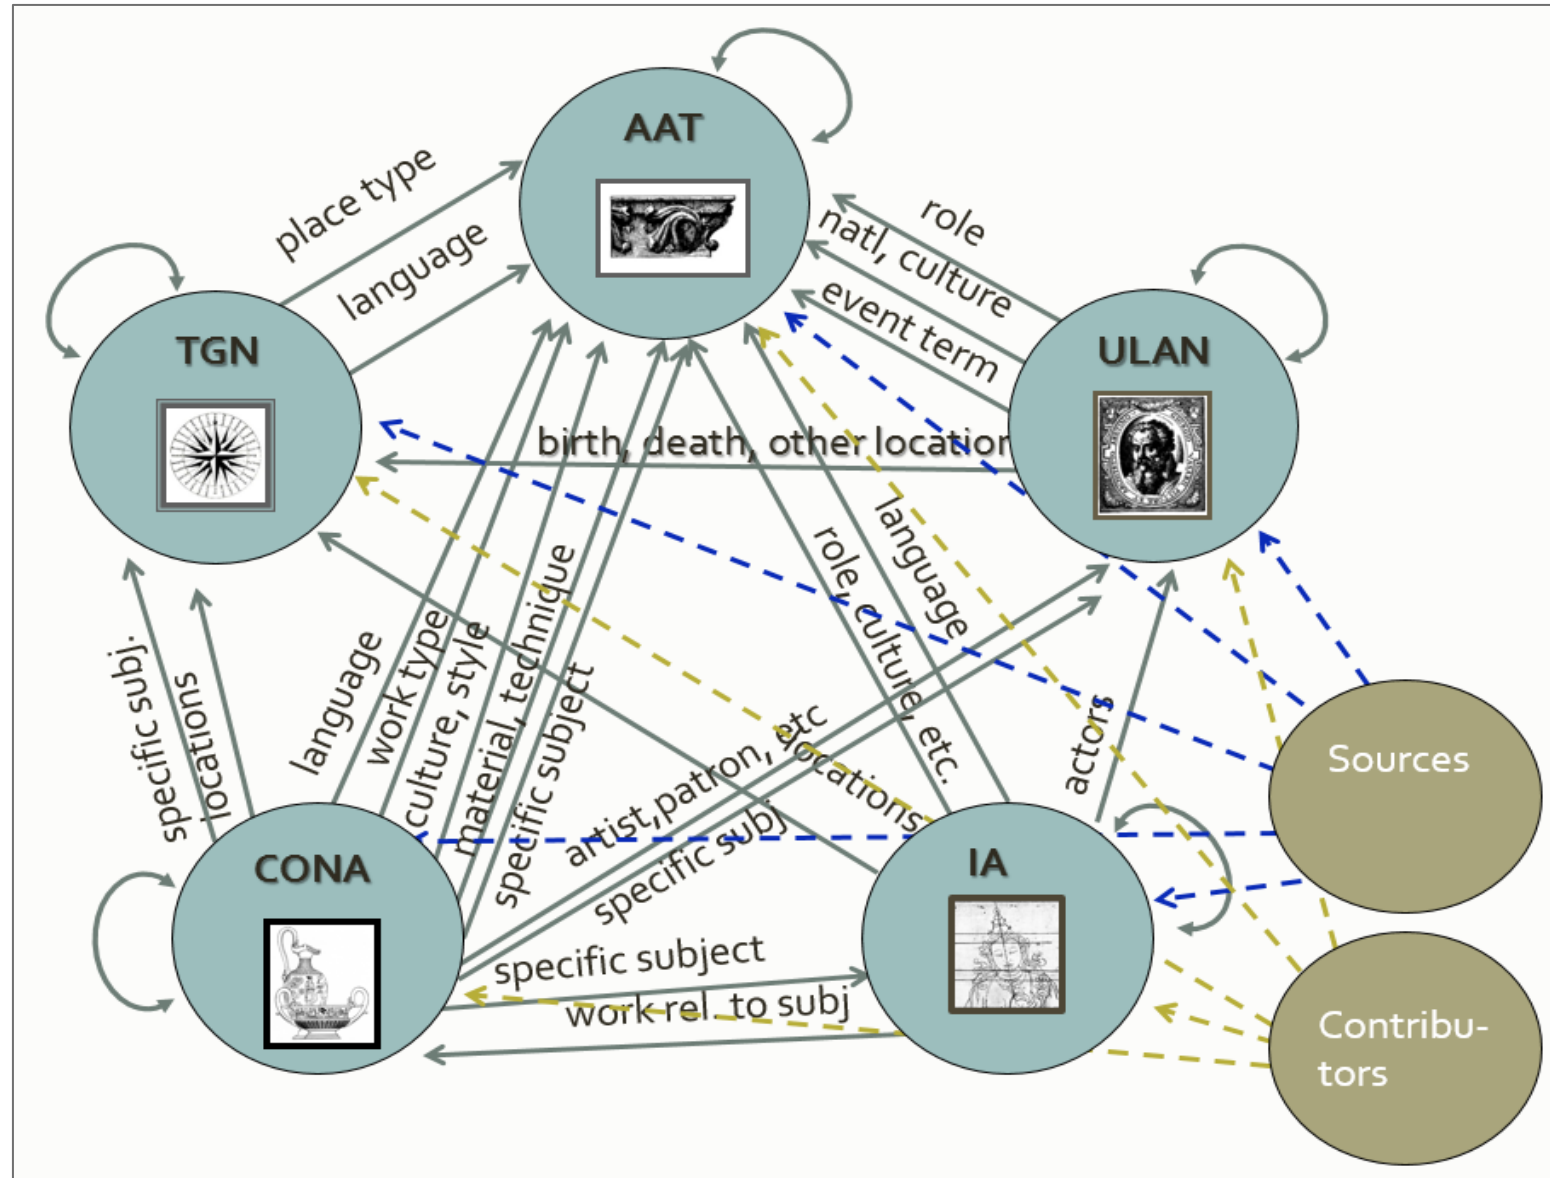 AAT
place type
language
role
natl, culture
event term
TGN
ULAN
birth, death, other location
specific subj.
locations
language
work type
culture, style
material, technique
specific subject
role, culture, etc.
language
artist,patron, etc
specific subj
locations
actors
Sources
CONA
IA
specific subject
work rel. to subj
Contribu-
tors